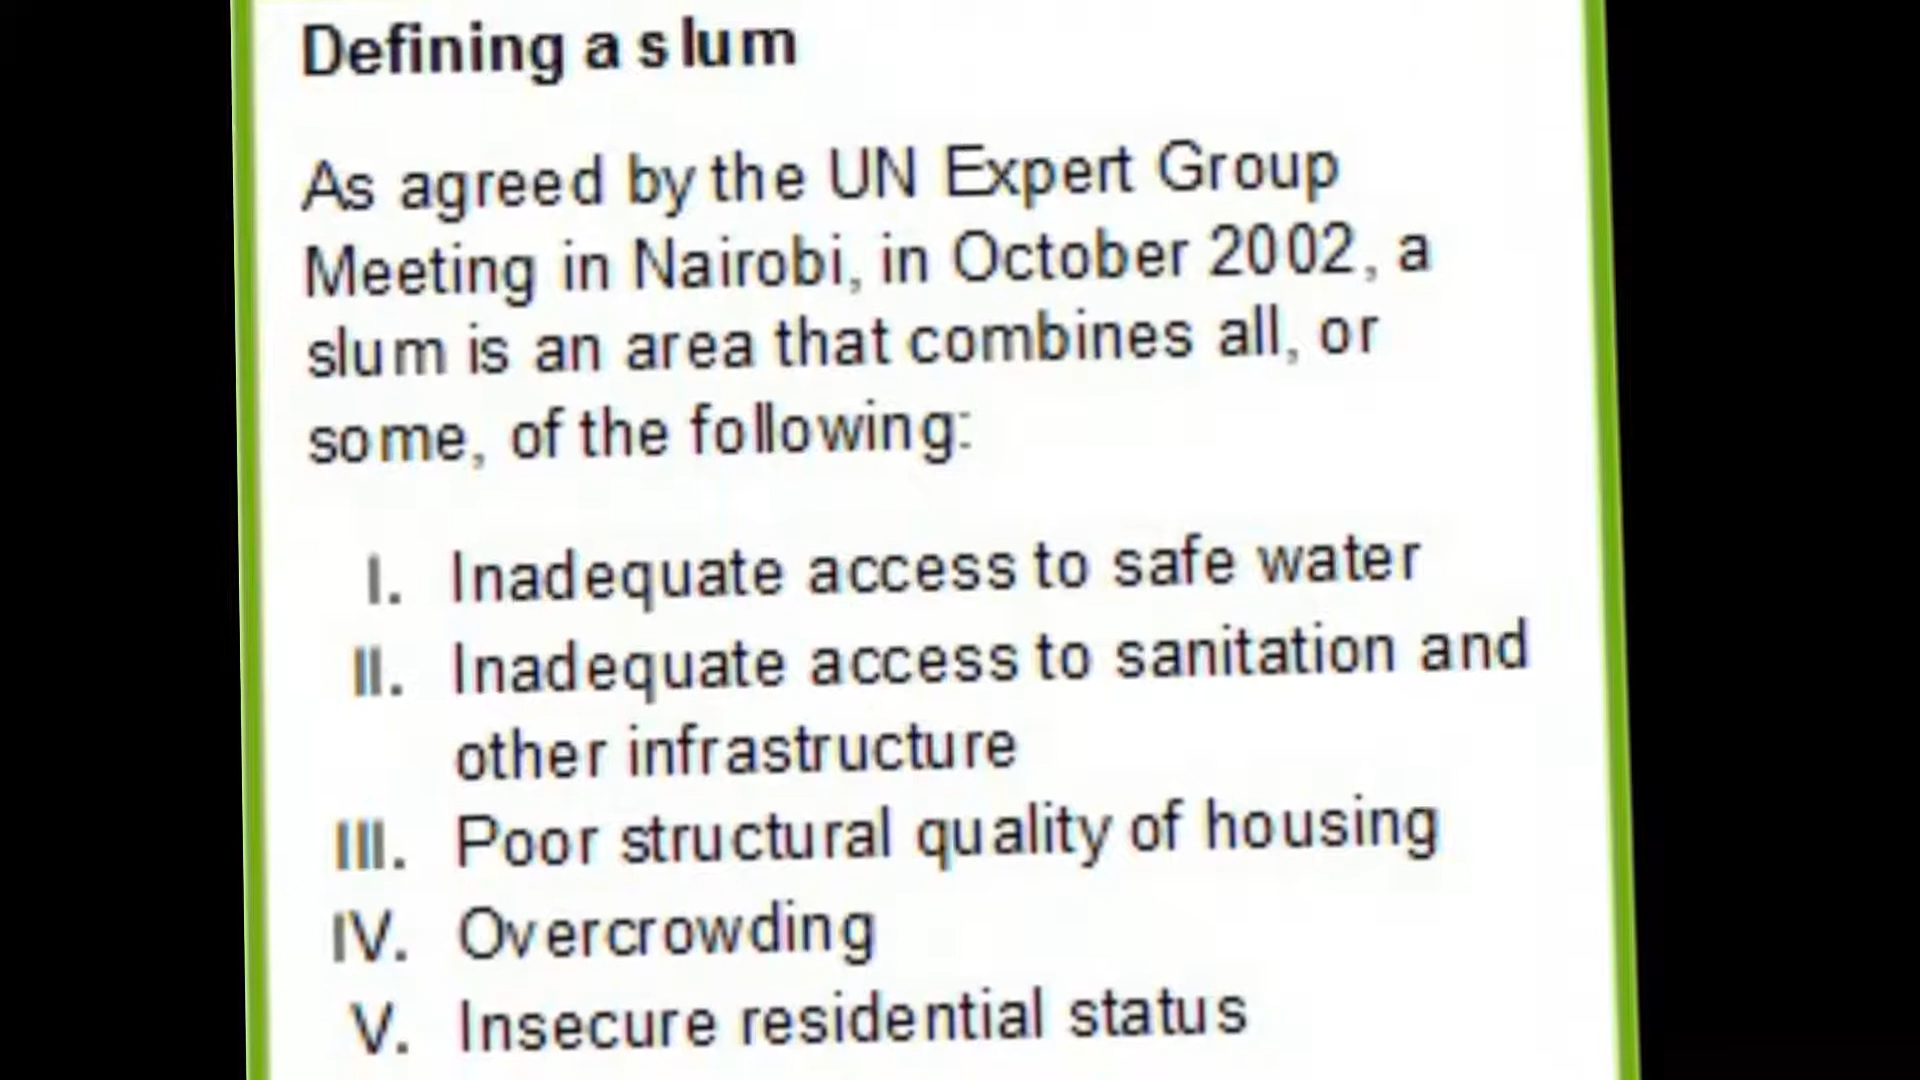 Defining a slum
As agreed by the UN Expert Group
Meeting in Nairobi, in October 2002, a
slum is an area that combines all, or
some, of the following:
I. Inadequate access to safe water
II. Inadequate access to sanitation and
other infrastructure
III. Poor structural quality of housing
IV. Overcrowding
V. Insecure residential status